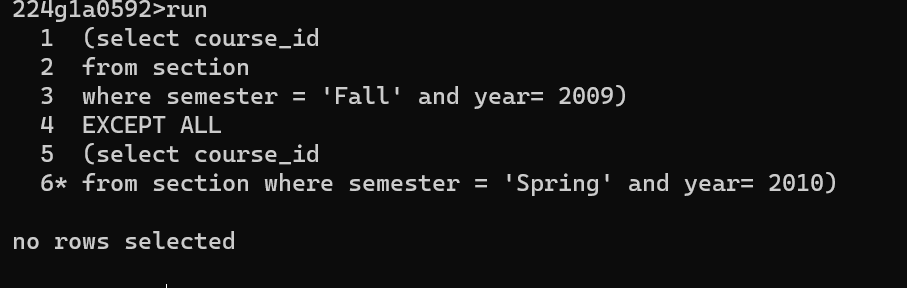 224g1a0592>run
  1  (select course_id
  2  from section
  3  where semester = 'Fall' and year= 2009)
  4  EXCEPT ALL
  5  (select course_id
  6* from section where semester = 'Spring' and year= 2010)
no rows selected